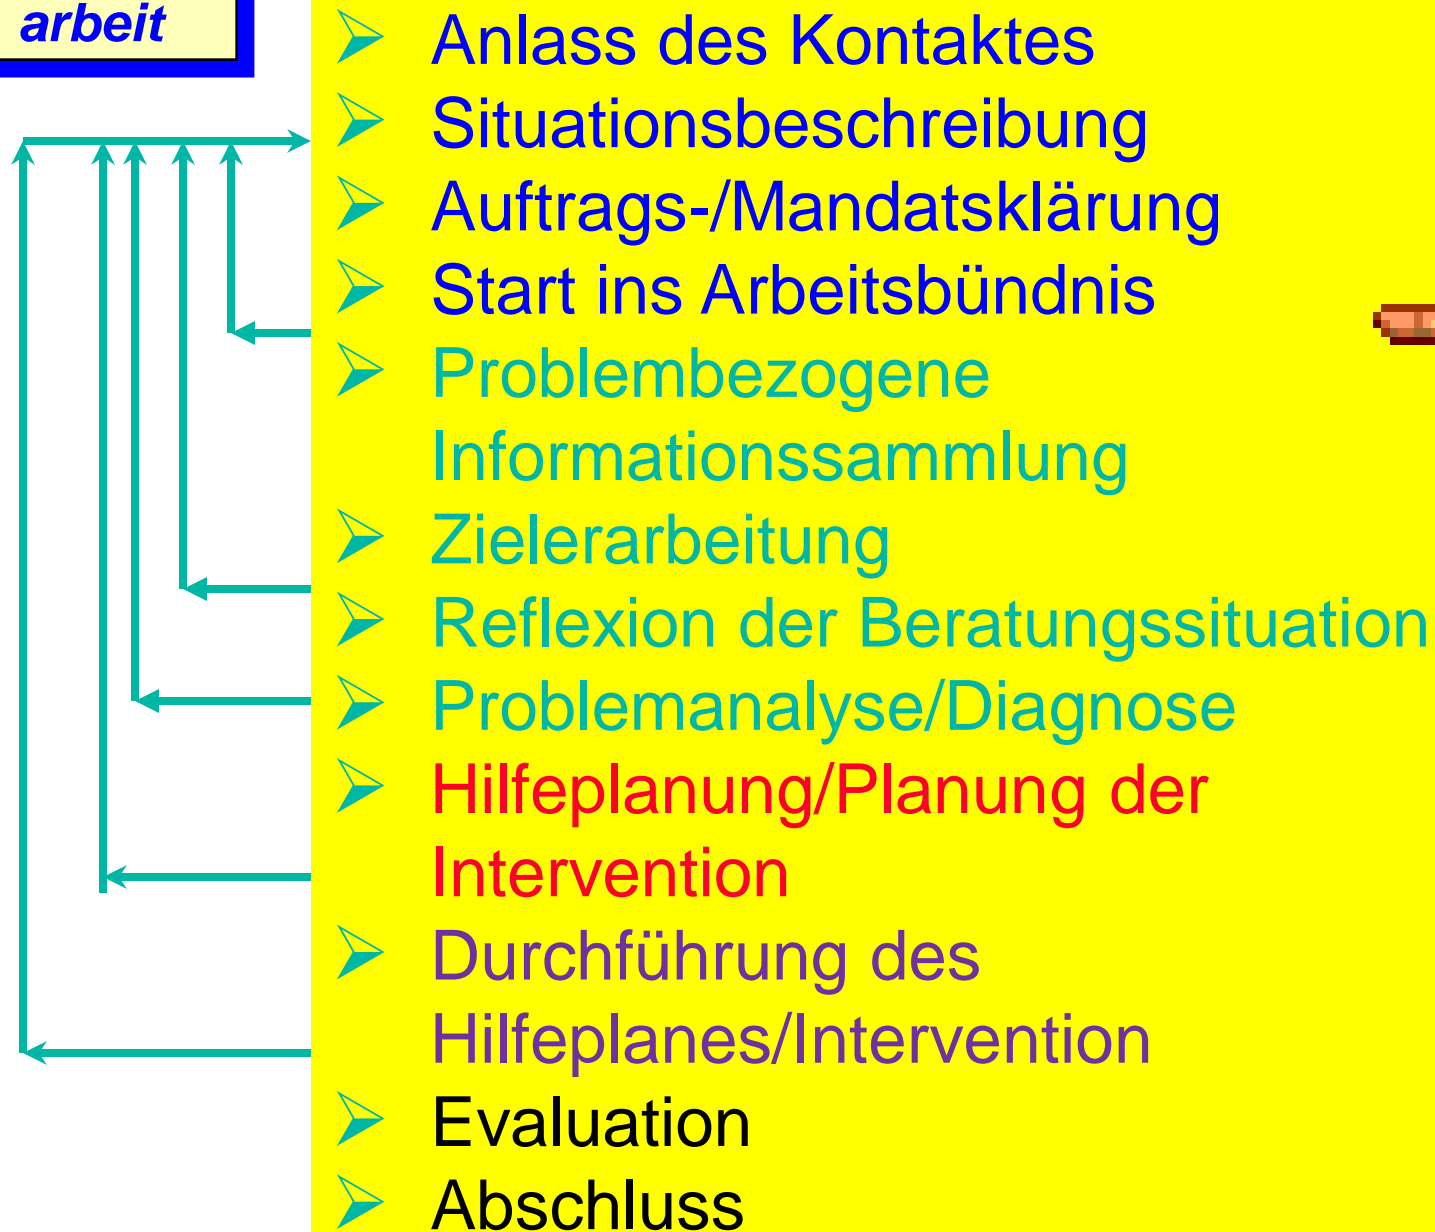 arbeit
Anlass des Kontaktes
Situationsbeschreibung
Auftrags-/Mandatsklärung
Start ins Arbeitsbündnis
Problembezogene
Informationssammlung
Zielerarbeitung
Reflexion der Beratungssituation
Problemanalyse/Diagnose
Hilfeplanung/Planung der
Intervention
Durchführung des
Hilfeplanes/Intervention
Evaluation
Abschluss